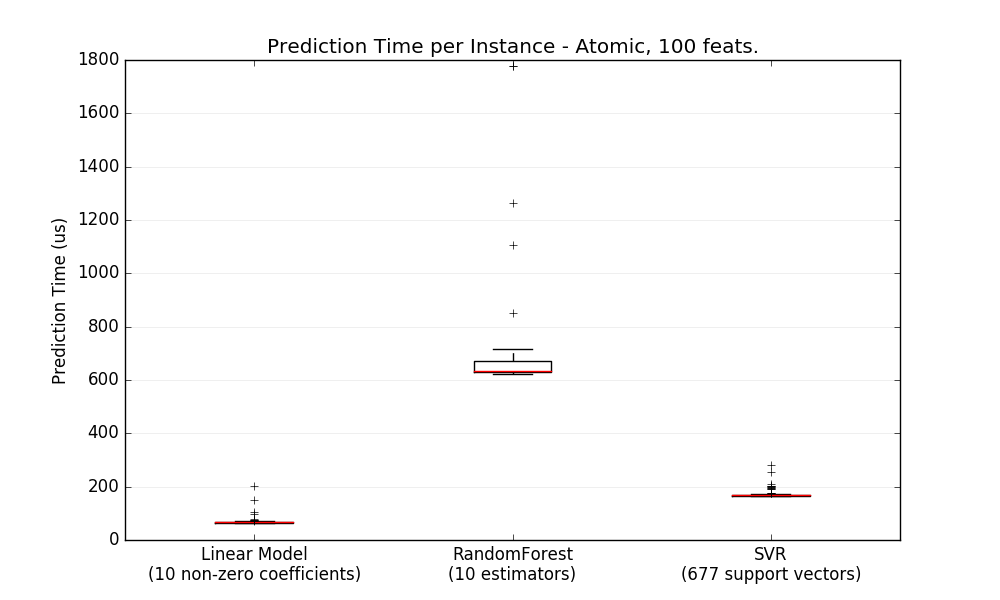 Prediction Time per Instance - Atomic, 100 feats.
1800
1600
1400
1200
1000
800
600
400
200
0
Prediction Time (us)
Linear Model
(10 non-zero coefficients)
RandomForest
(10 estimators)
SVR
(677 support vectors)